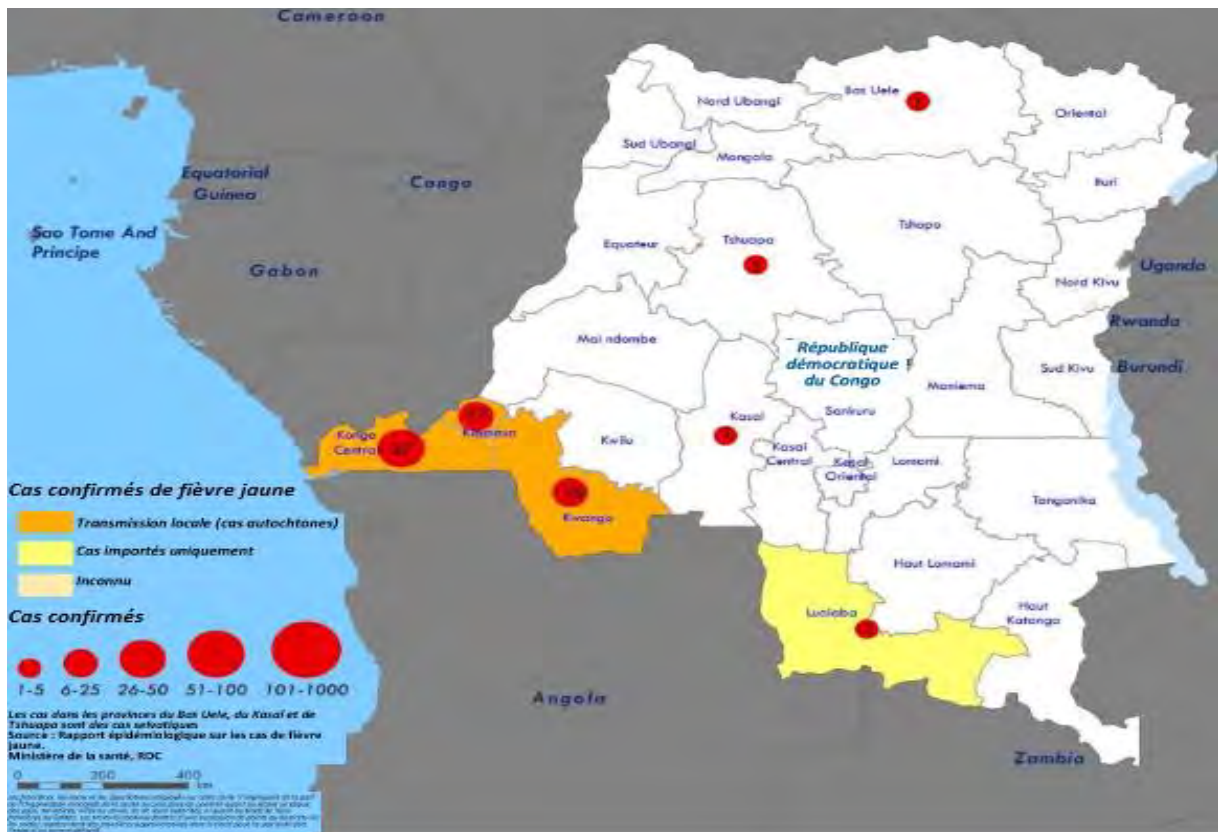 Cameroon
Nord Ubangi
Bas Uele
Oriental
Sud Ubangi
Mongala
Equatorial
Guinea
Congo
Ituri
Sao Tome And
Principe
Equateur
Tshuapa
Tshopo
Gabon
Uganda
Nord Kivu
Rwanda
Mai ndombe
République
démocratique
du Congo
Maniema
Sud Kivu
Burundi
Kongo
Central
Kinshasa
Kwilu
Kasai
Sankuru
Kasai
Central
Kasai
Oriental
Lomami
Kwango
Tanganika
Cas confirmés de fièvre jaune
Transmission locale (cas autochtones)
Cas importés uniquement
Inconnu
Haut Lomami
Lualaba
Haut
Katanga
Cas confirmés
1-5 6-25 26-50 51-100 101-1000
Les cas dans les provinces du Bas Uele, du Kasai et de
Tshuapa sont des cas selvatiques
Source : Rapport épidémiologique sur les cas de fièvre
jaune.
Ministère de la santé, RDC
Angola
Zambia
0 200 400
km